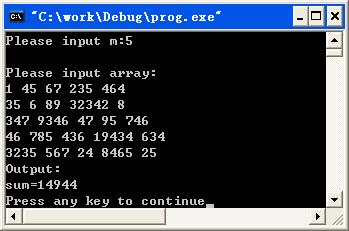 "C:\work\Debug\prog.exe"
Please input m:5
Please input array:
1 45 67 235 464
35 6 89 32342 8
347 9346 47 95 746
46 785 436 19434 634
3235 567 24 8465 25
Output:
sum=14944
Press any key to continue_